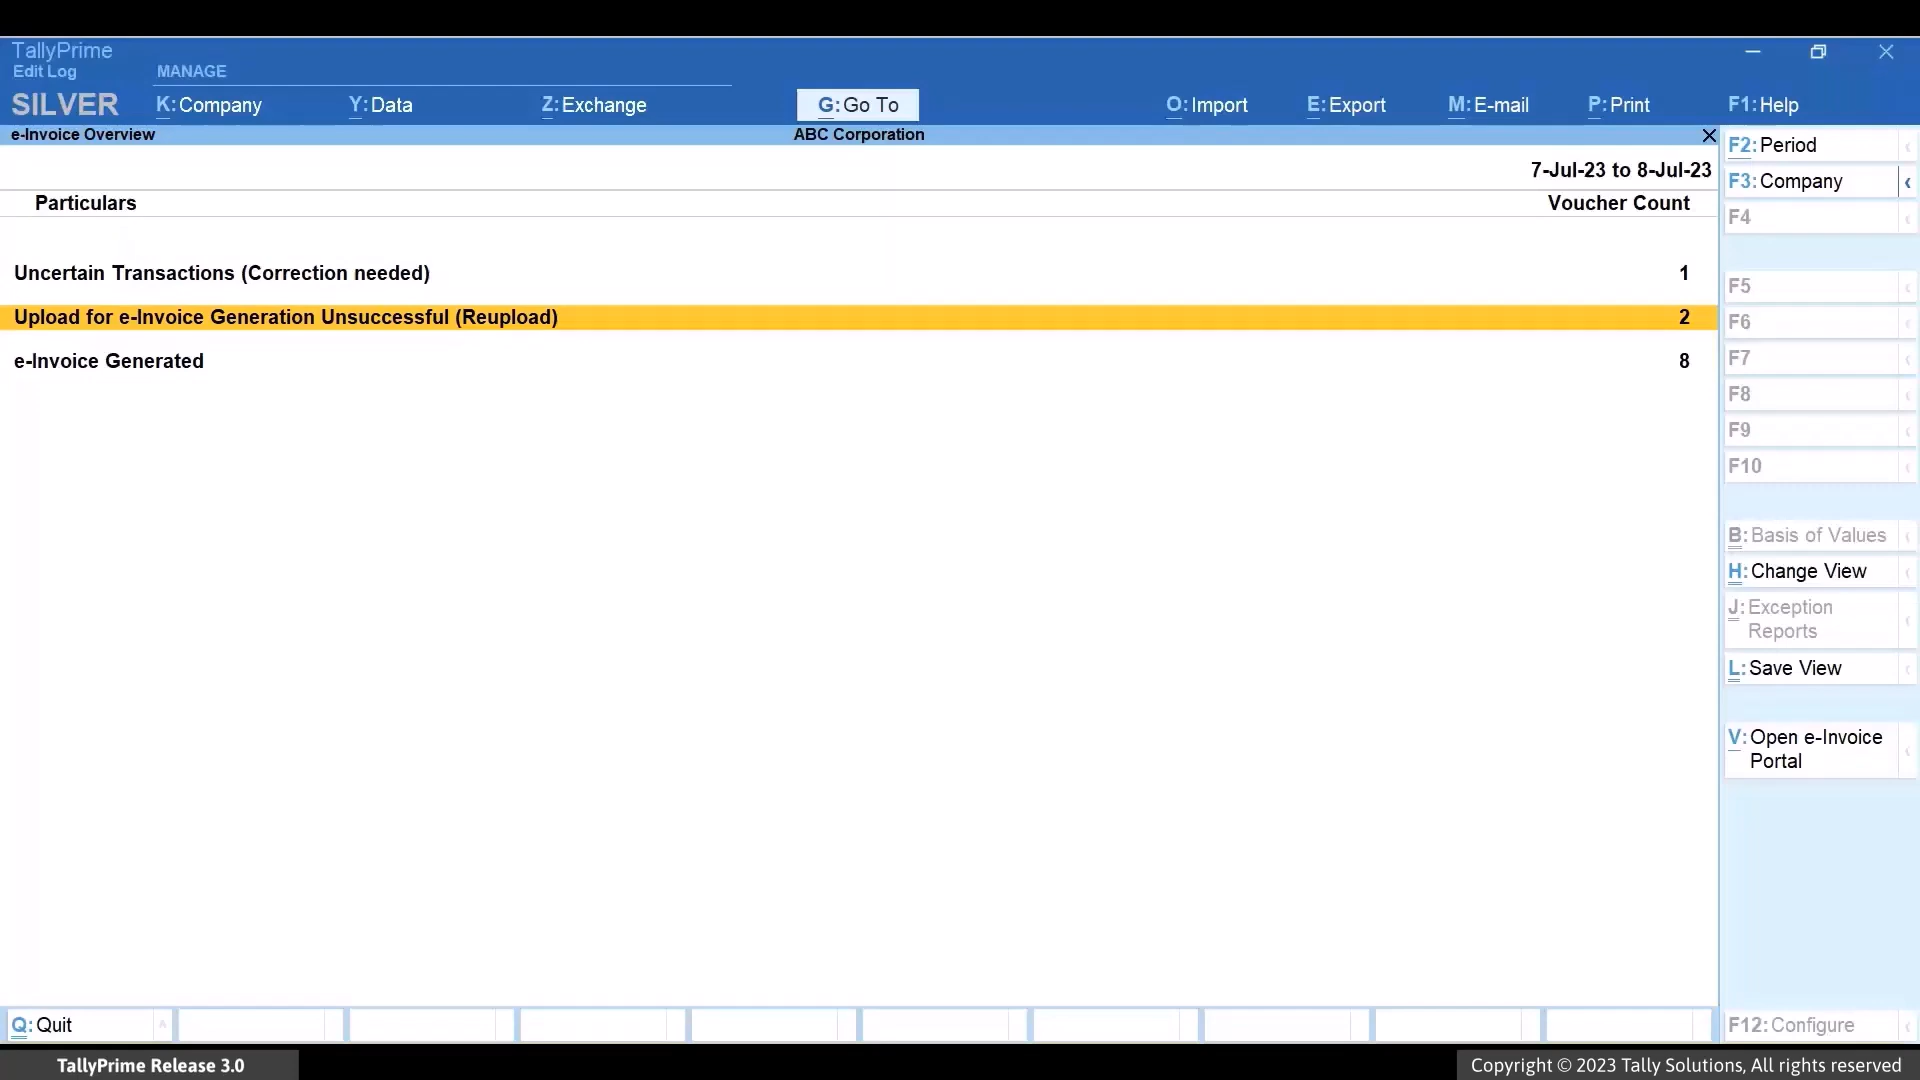 TallyPrime
Edit Log
MANAGE
SILVER
K: Company
Y: Data
Z: Exchange
G: Go To
O: Import
E: Export
M: E-mail
P: Print
F1: Help
e-Invoice Overview
ABC Corporation
7-Jul-23 to 8-Jul-23
Particulars
Voucher Count
Uncertain Transactions (Correction needed) 1
Upload for e-Invoice Generation Unsuccessful (Reupload) 2
e-Invoice Generated 8
F2: Period
F3: Company
F4
F5
F6
F7
F8
F9
F10
B: Basis of Values
H: Change View
J: Exception
Reports
L: Save View
V: Open e-Invoice
Portal
Q: Quit
F12: Configure
TallyPrime Release 3.0
Copyright © 2023 Tally Solutions, All rights reserved